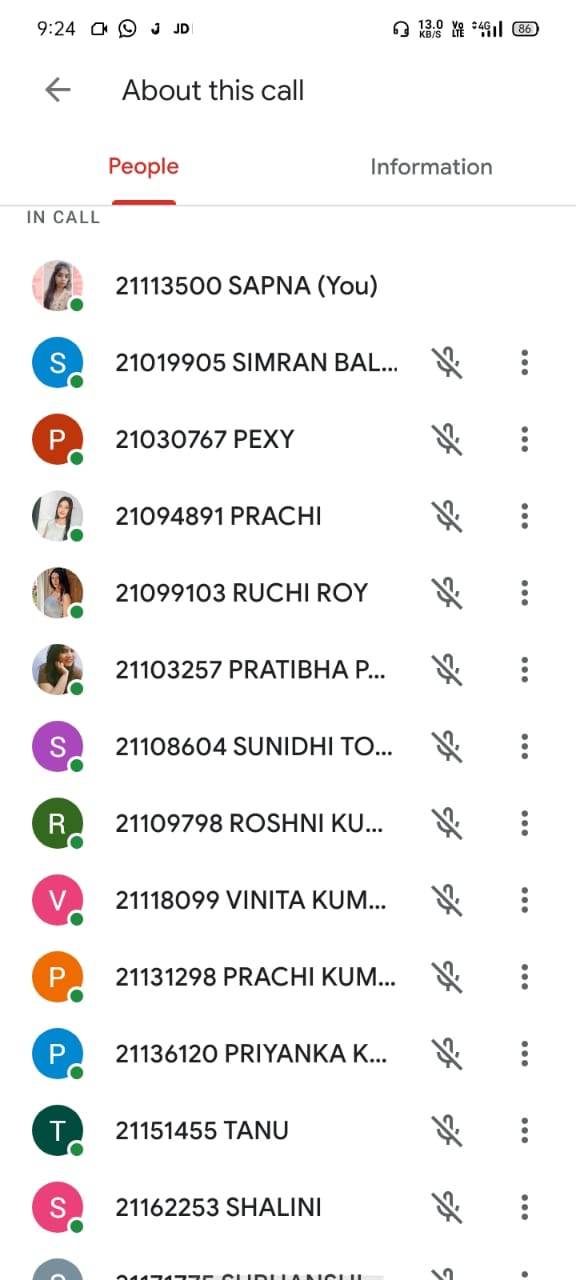 9:24 J JD 13.0 KB/S Vo LTE 4G 86
About this call
People Information
IN CALL
21113500 SAPNA (You)
S 21019905 SIMRAN BAL...
P 21030767 PEXY
21094891 PRACHI
21099103 RUCHI ROY
21103257 PRATIBHA P...
S 21108604 SUNIDHI TO...
R 21109798 ROSHNI KU...
V 21118099 VINITA KUM...
P 21131298 PRACHI KUM...
P 21136120 PRIYANKA K...
T 21151455 TANU
S 21162253 SHALINI